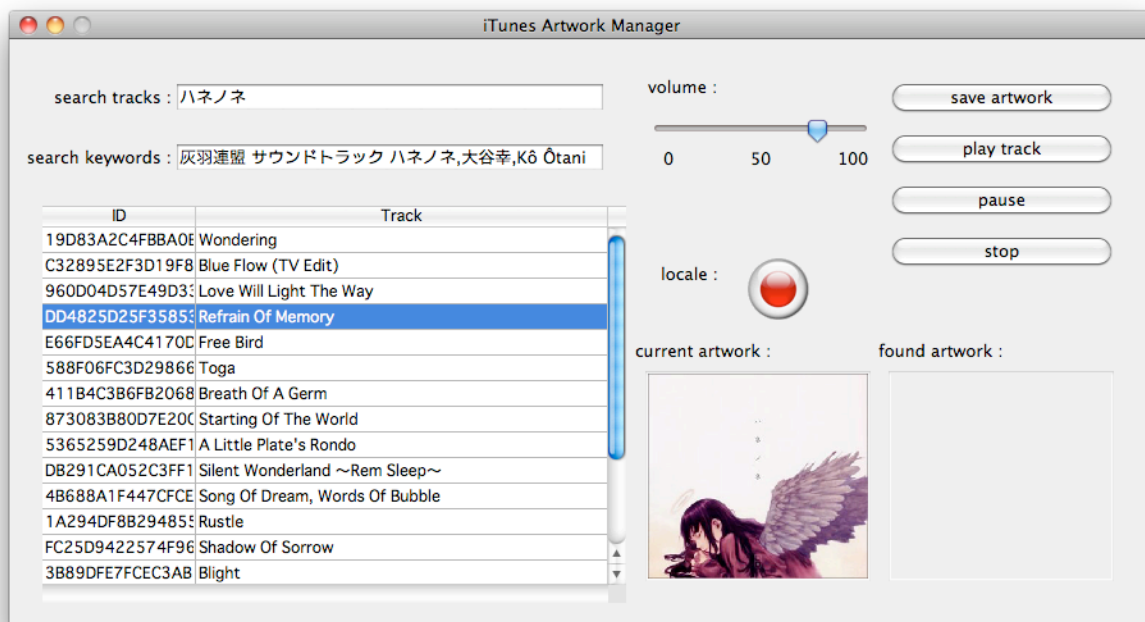 iTunes Artwork Manager
search tracks : ハネノネ
search keywords : 灰羽連盟 サウンドトラック ハネノネ,大谷幸,Kô Ôtani
volume :
0 50 100
save artwork
play track
pause
stop
locale :
ID Track
19D83A2C4FBBA0E Wondering
C32895E2F3D19F8 Blue Flow (TV Edit)
960D04D57E49D33 Love Will Light The Way
DD4825D25F35853 Refrain Of Memory
E66FD5EA4C4170D Free Bird
588F06FC3D29866 Toga
411B4C3B6FB2068 Breath Of A Germ
873083B80D7E20C Starting Of The World
5365259D248AEF1 A Little Plate's Rondo
DB291CA052C3FF1 Silent Wonderland ～Rem Sleep～
4B688A1F447CFCE Song Of Dream, Words Of Bubble
1A294DF8B294855 Rustle
FC25D9422574F96 Shadow Of Sorrow
3B89DFE7FCEC3AB Blight
current artwork :
found artwork :